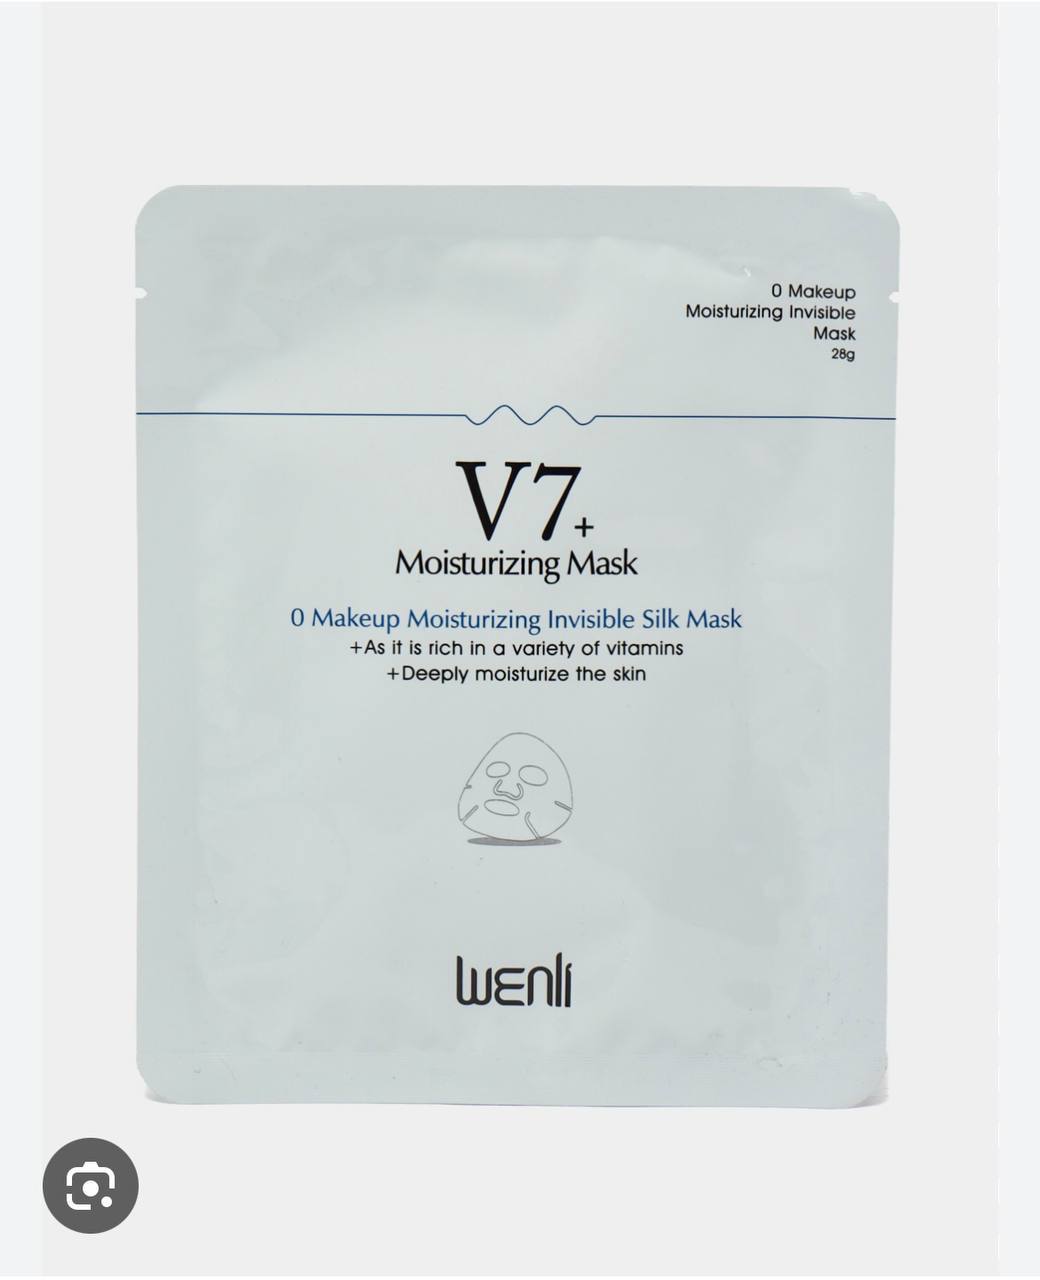 0 Makeup
Moisturizing Invisible
Mask
28g
V7+
Moisturizing Mask
0 Makeup Moisturizing Invisible Silk Mask
+As it is rich in a variety of vitamins
+Deeply moisturize the skin
wenli